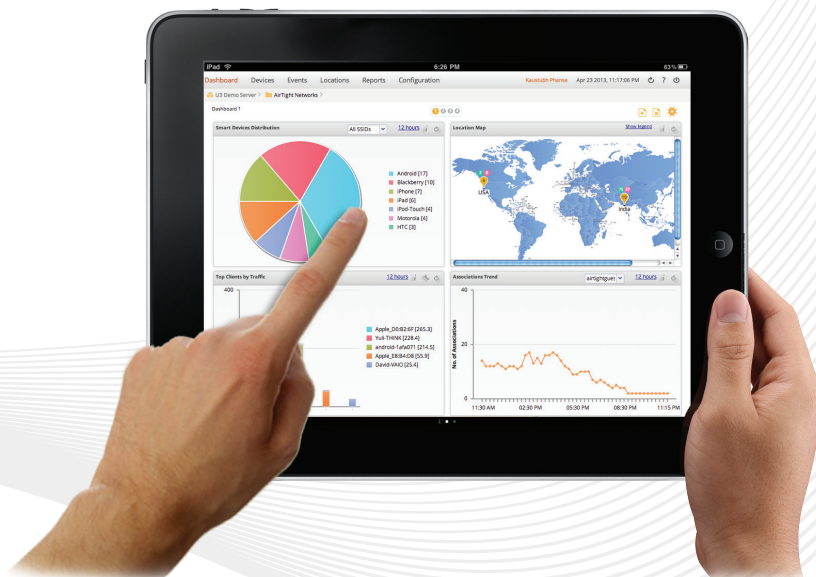 iPad 6:26 PM 63%
Dashboard Devices Events Locations Reports Configuration Kaustubh Phanse Apr 23 2013, 11:17:06 PM ?
U3 Demo Server > AirTight Networks >
Dashboard 1
Smart Devices Distribution All SSIDs 12 hours
Android [17]
Blackberry [10]
iPhone [7]
iPad [6]
iPod-Touch [4]
Motorola [4]
HTC [3]
Location Map Show legend
USA
India
Top Clients by Traffic 12 hours
400
Apple_D0:B2:6F [265.3]
Yuli-THINK [228.4]
android-1afa071 [214.5]
Apple_E8:B4:D8 [55.9]
David-VAIO [25.4]
Associations Trend airtightgues 12 hours
No. of Associations
40
20
0
11:30 AM 02:30 PM 05:30 PM 08:30 PM 11:15 PM